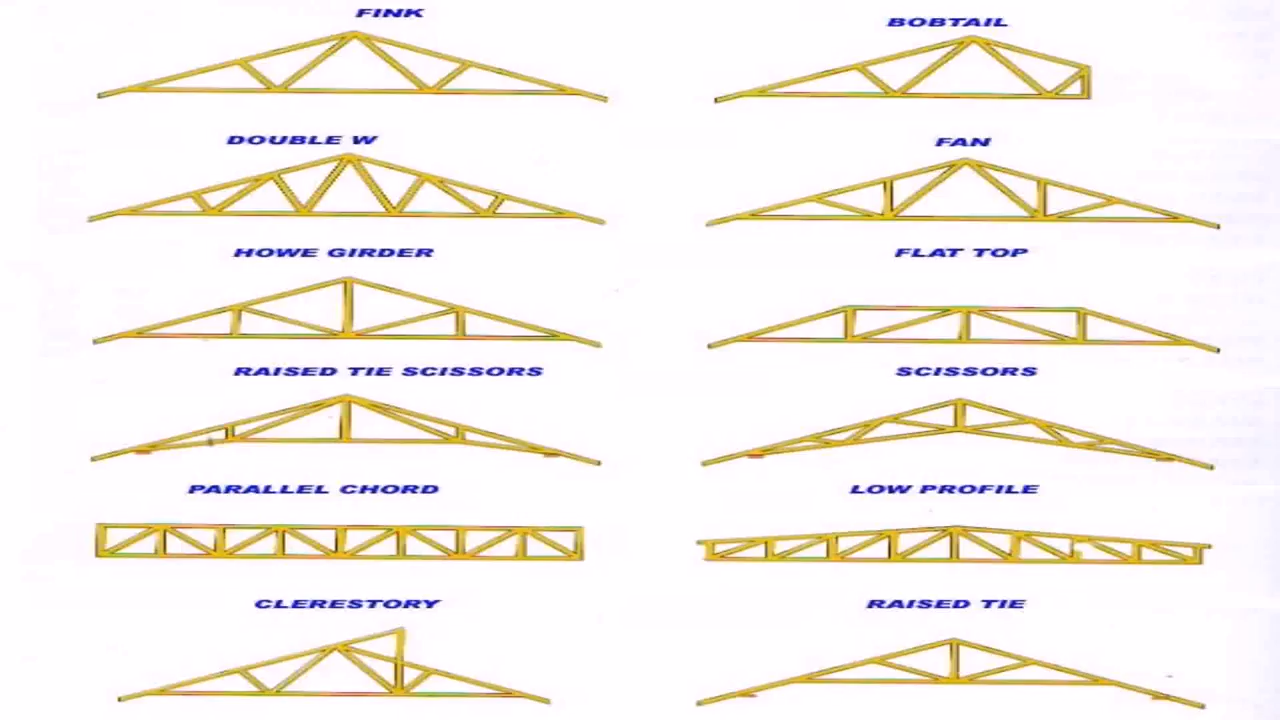 FINK
BOBTAIL
DOUBLE W
FAN
HOWE GIRDER
FLAT TOP
RAISED TIE SCISSORS
SCISSORS
PARALLEL CHORD
LOW PROFILE
CLERESTORY
RAISED TIE